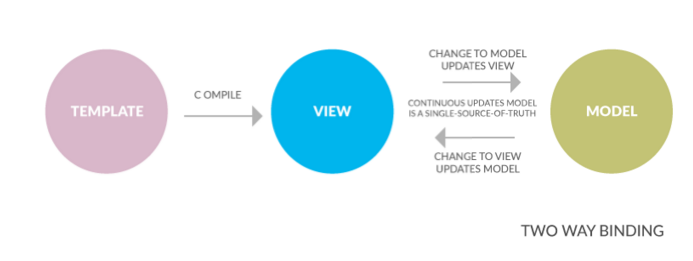 CHANGE TO MODEL
UPDATES VIEW
C OMPILE
TEMPLATE
VIEW
CONTINUOUS UPDATES MODEL
IS A SINGLE-SOURCE-OF-TRUTH
MODEL
CHANGE TO VIEW
UPDATES MODEL
TWO WAY BINDING